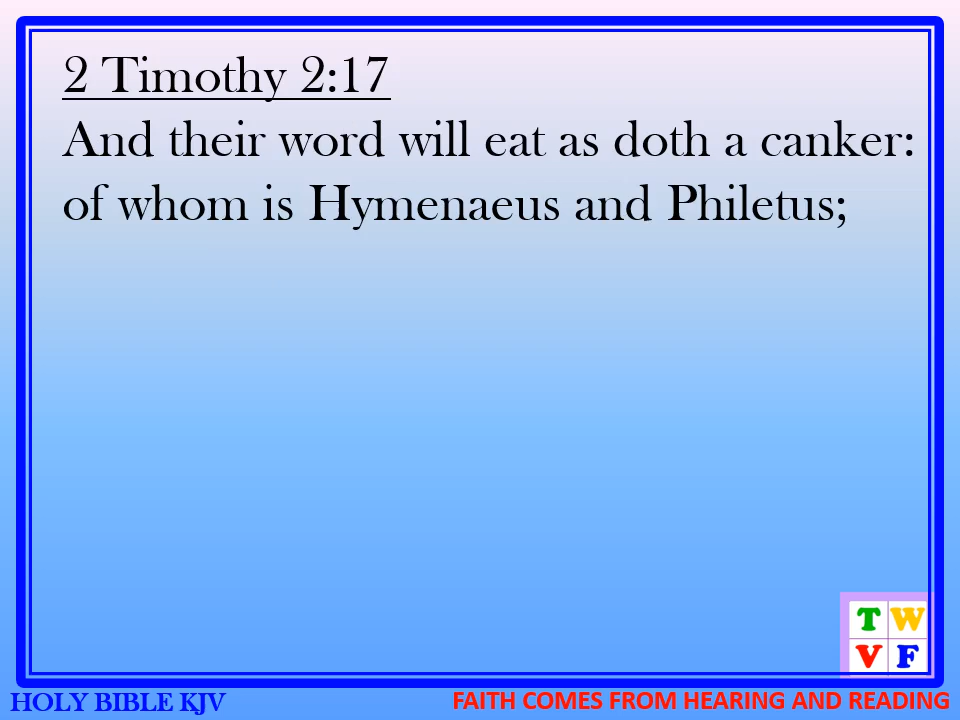 2 Timothy 2:17
And their word will eat as doth a canker:
of whom is Hymenaeus and Philetus;
T W
V F
HOLY BIBLE KJV
FAITH COMES FROM HEARING AND READING